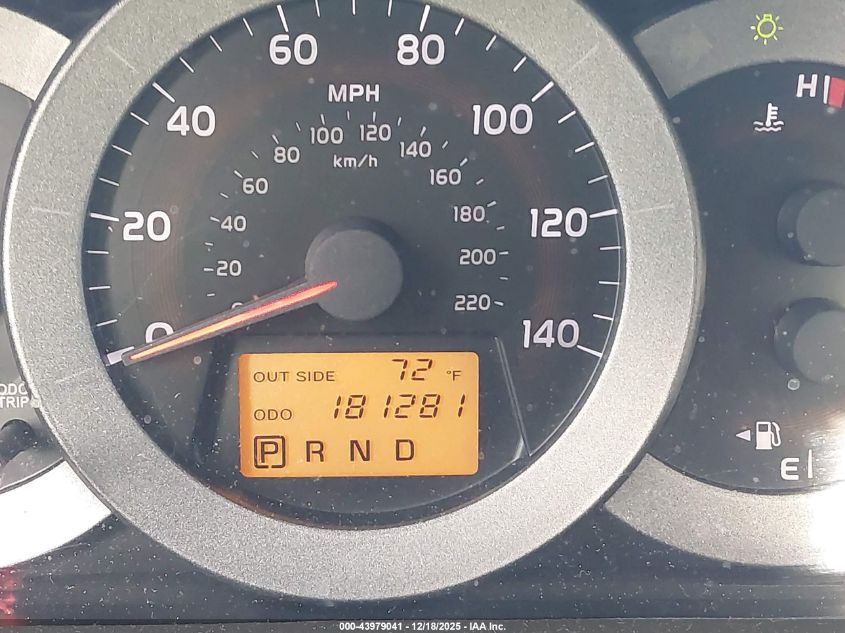 60 80
MPH
40 100
100 120
80 140
km/h
60 160
20 40 180 120
20 200
0 220
0 140
OUT SIDE 72 °F
ODO 181281
P R N D
H
E
ODO
TRIP
000-43979041 - 12/18/2025 - IAA Inc.